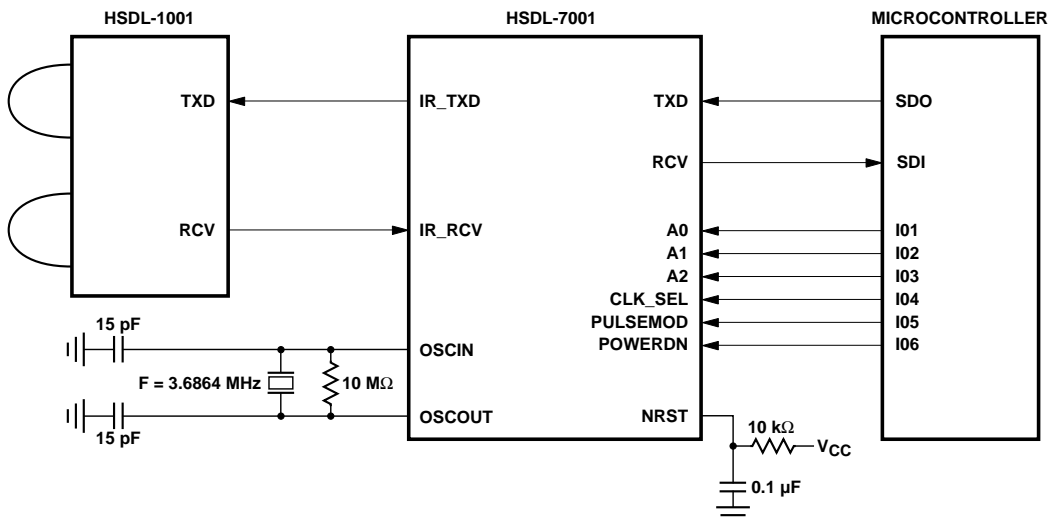 HSDL-1001
HSDL-7001
MICROCONTROLLER
TXD
IR_TXD
TXD
SDO
RCV
SDI
RCV
IR_RCV
A0
I01
A1
I02
A2
I03
CLK_SEL
I04
PULSEMOD
I05
POWERDN
I06
15 pF
OSCIN
F = 3.6864 MHz
10 MΩ
OSCOUT
15 pF
NRST
10 kΩ
VCC
0.1 µF